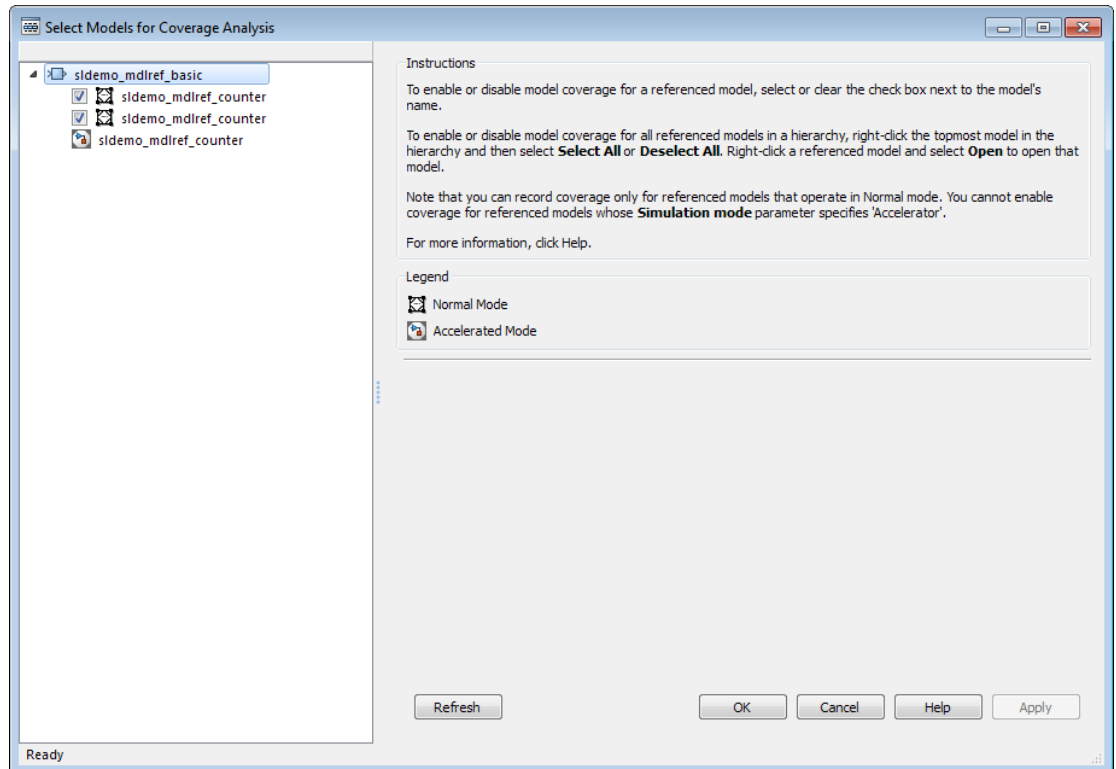 Select Models for Coverage Analysis
sldemo_mdlref_basic
sldemo_mdlref_counter
sldemo_mdlref_counter
sldemo_mdlref_counter
Instructions
To enable or disable model coverage for a referenced model, select or clear the check box next to the model's
name.
To enable or disable model coverage for all referenced models in a hierarchy, right-click the topmost model in the
hierarchy and then select Select All or Deselect All. Right-click a referenced model and select Open to open that
model.
Note that you can record coverage only for referenced models that operate in Normal mode. You cannot enable
coverage for referenced models whose Simulation mode parameter specifies 'Accelerator'.
For more information, click Help.
Legend
Normal Mode
Accelerated Mode
Refresh OK Cancel Help Apply
Ready